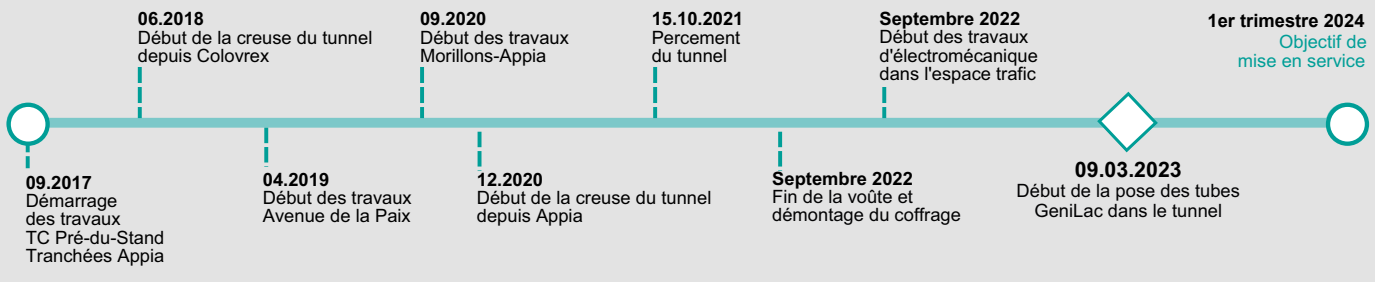 06.2018
Début de la creuse du tunnel
depuis Colovrex
09.2020
Début des travaux
Morillons-Appia
15.10.2021
Percement
du tunnel
Septembre 2022
Début des travaux
d'électromécanique
dans l'espace trafic
1er trimestre 2024
Objectif de
mise en service
09.2017
Démarrage
des travaux
TC Pré-du-Stand
Tranchées Appia
04.2019
Début des travaux
Avenue de la Paix
12.2020
Début de la creuse du tunnel
depuis Appia
Septembre 2022
Fin de la voûte et
démontage du coffrage
09.03.2023
Début de la pose des tubes
GeniLac dans le tunnel